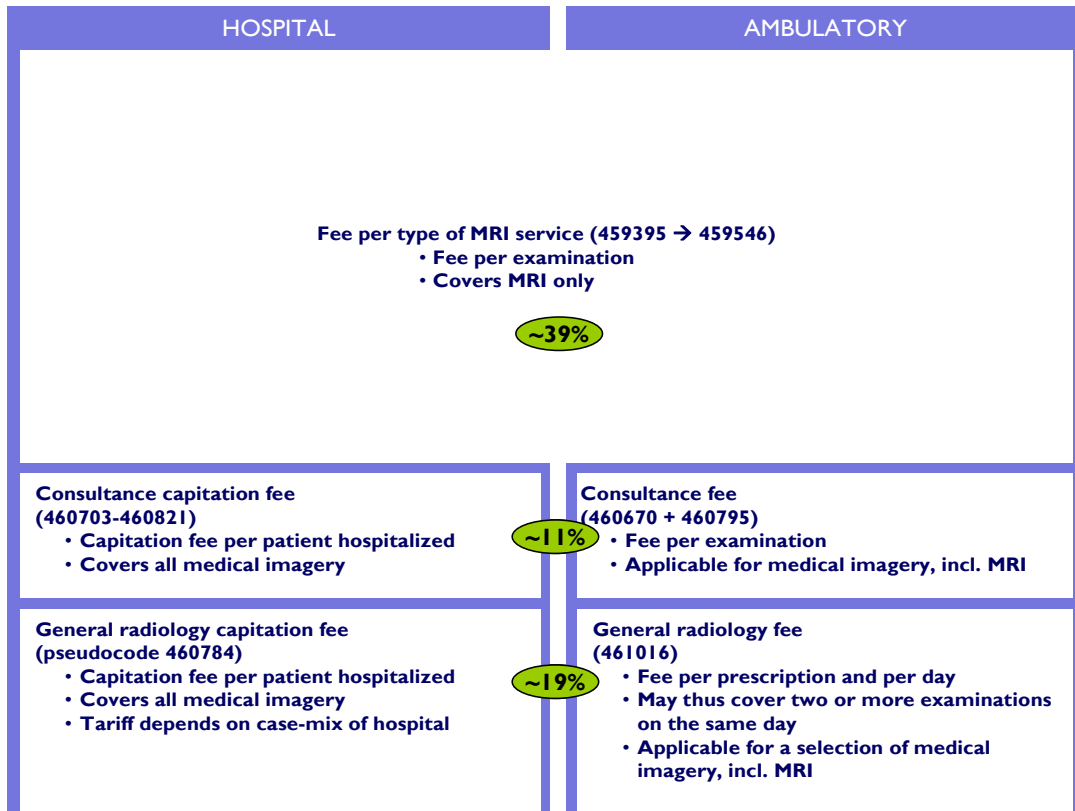 HOSPITAL
AMBULATORY
Fee per type of MRI service (459395 → 459546)
• Fee per examination
• Covers MRI only
~39%
Consultance capitation fee
(460703-460821)
• Capitation fee per patient hospitalized
• Covers all medical imagery
~11%
Consultance fee
(460670 + 460795)
• Fee per examination
• Applicable for medical imagery, incl. MRI
General radiology capitation fee
(pseudocode 460784)
• Capitation fee per patient hospitalized
• Covers all medical imagery
• Tariff depends on case-mix of hospital
~19%
General radiology fee
(461016)
• Fee per prescription and per day
• May thus cover two or more examinations
on the same day
• Applicable for a selection of medical
imagery, incl. MRI